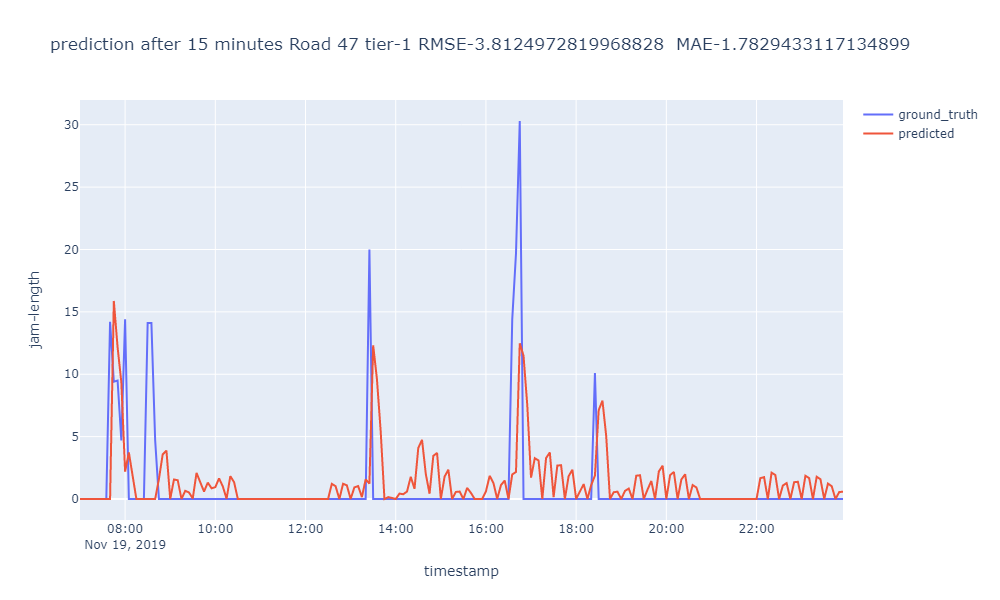 prediction after 15 minutes Road 47 tier-1 RMSE-3.8124972819968828  MAE-1.7829433117134899
ground_truth
predicted
30
25
20
15
10
5
0
jam-length
08:00 10:00 12:00 14:00 16:00 18:00 20:00 22:00
Nov 19, 2019
timestamp